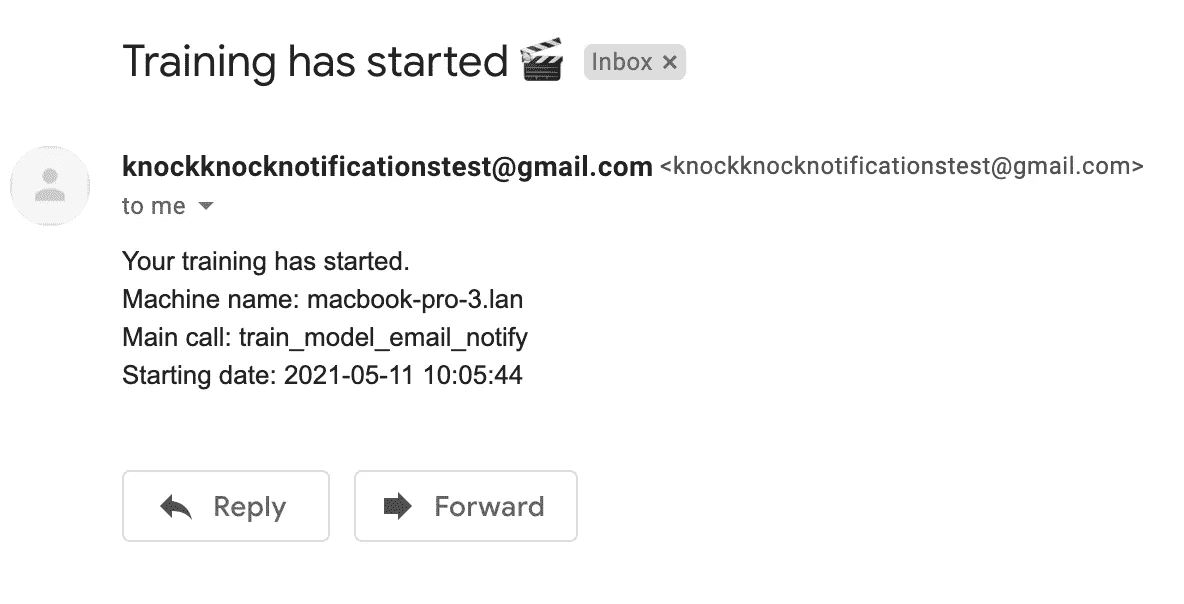 Training has started 🎬 Inbox ×
knockknocknotificationstest@gmail.com <knockknocknotificationstest@gmail.com>
to me
Your training has started.
Machine name: macbook-pro-3.lan
Main call: train_model_email_notify
Starting date: 2021-05-11 10:05:44
Reply Forward